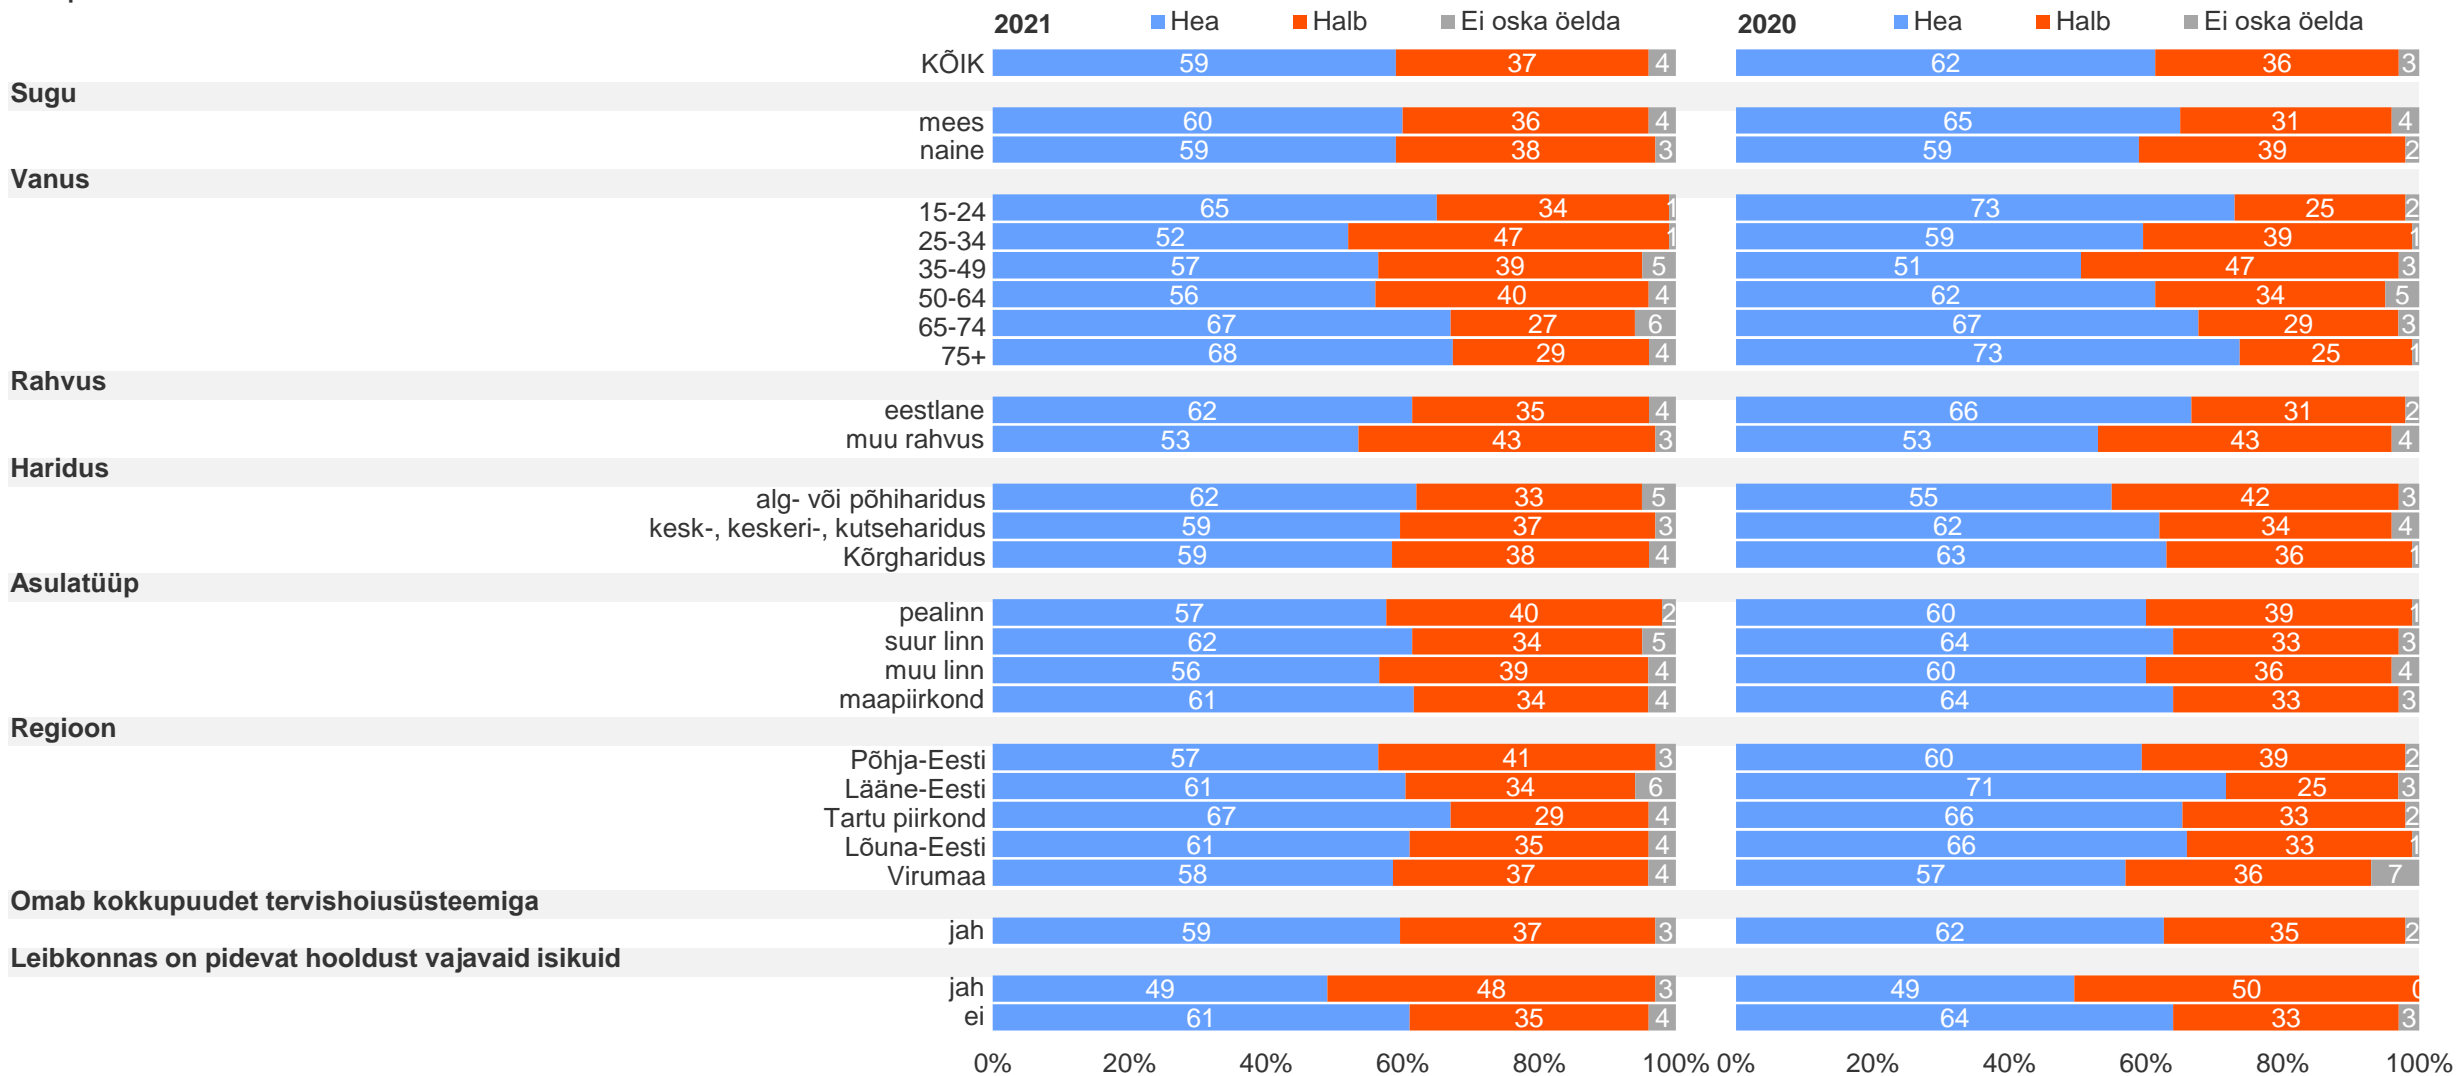 2021 Hea Halb Ei oska öelda 2020 Hea Halb Ei oska öelda
KÕIK 59 37 4 62 36 3
Sugu
mees 60 36 4 65 31 4
naine 59 38 3 59 39 2
Vanus
15-24 65 34 1 73 25 2
25-34 52 47 1 59 39 1
35-49 57 39 5 51 47 3
50-64 56 40 4 62 34 5
65-74 67 27 6 67 29 3
75+ 68 29 4 73 25 1
Rahvus
eestlane 62 35 4 66 31 2
muu rahvus 53 43 3 53 43 4
Haridus
alg- või põhiharidus 62 33 5 55 42 3
kesk-, keskeri-, kutseharidus 59 37 3 62 34 4
Kõrgharidus 59 38 4 63 36 1
Asulatüüp
pealinn 57 40 2 60 39 1
suur linn 62 34 5 64 33 3
muu linn 56 39 4 60 36 4
maapiirkond 61 34 4 64 33 3
Regioon
Põhja-Eesti 57 41 3 60 39 2
Lääne-Eesti 61 34 6 71 25 3
Tartu piirkond 67 29 4 66 33 2
Lõuna-Eesti 61 35 4 66 33 1
Virumaa 58 37 4 57 36 7
Omab kokkupuudet tervishoiusüsteemiga
jah 59 37 3 62 35 2
Leibkonnas on pidevat hooldust vajavaid isikuid
jah 49 48 3 49 50 0
ei 61 35 4 64 33 3
0% 20% 40% 60% 80% 100% 0% 20% 40% 60% 80% 100%